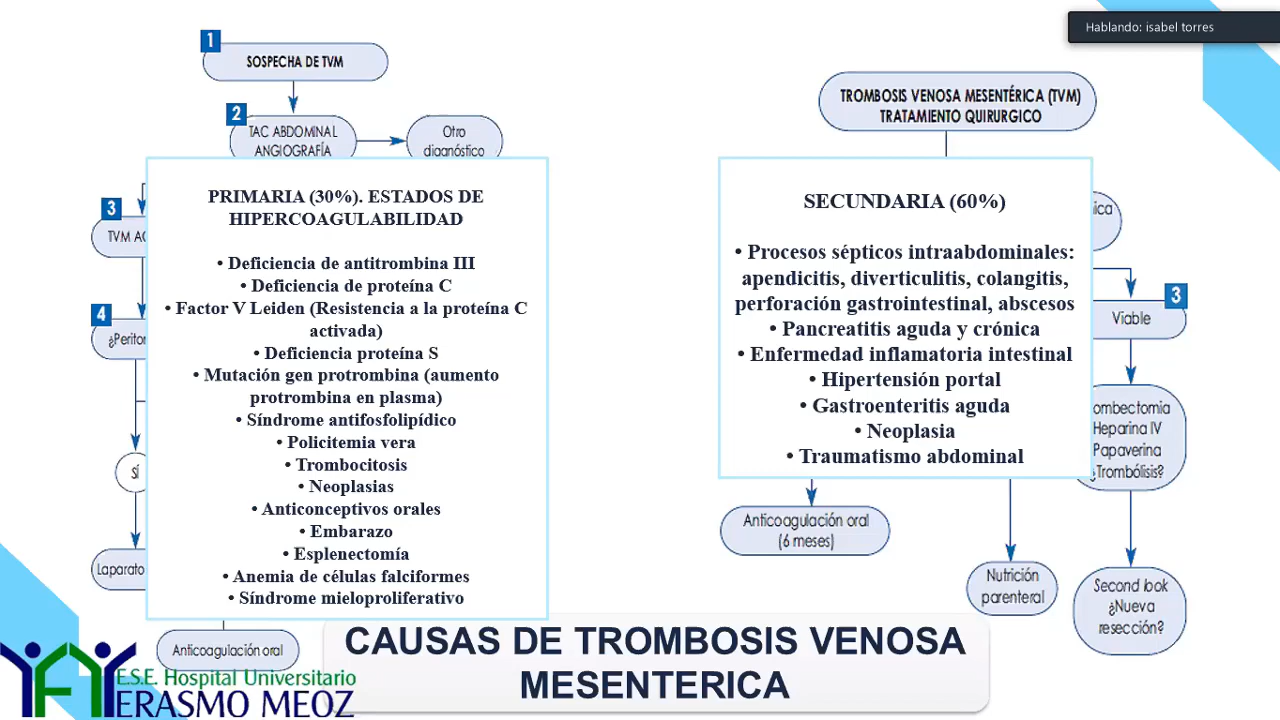 Hablando: isabel torres
1
SOSPECHA DE TVM
2
TAC ABDOMINAL
ANGIOGRAFÍA
Otro
diagnóstico
3
TVM
4
SÍ
Anticoagulación oral
PRIMARIA (30%). ESTADOS DE
HIPERCOAGULABILIDAD
• Deficiencia de antitrombina III
• Deficiencia de proteína C
• Factor V Leiden (Resistencia a la proteína C
activada)
• Deficiencia proteína S
• Mutación gen protrombina (aumento
protrombina en plasma)
• Síndrome antifosfolipídico
• Policitemia vera
• Trombocitosis
• Neoplasias
• Anticonceptivos orales
• Embarazo
• Esplenectomía
• Anemia de células falciformes
• Síndrome mieloproliferativo
TROMBOSIS VENOSA MESENTÉRICA (TVM)
TRATAMIENTO QUIRURGICO
SECUNDARIA (60%)
• Procesos sépticos intraabdominales:
apendicitis, diverticulitis, colangitis,
perforación gastrointestinal, abscesos
• Pancreatitis aguda y crónica
• Enfermedad inflamatoria intestinal
• Hipertensión portal
• Gastroenteritis aguda
• Neoplasia
• Traumatismo abdominal
3
Viable
ombectomia
Heparina IV
Papaverina
¿Trombólisis?
Anticoagulación oral
(6 meses)
Nutrición
parenteral
Second look
¿Nueva
resección?
CAUSAS DE TROMBOSIS VENOSA
MESENTERICA
E.S.E. Hospital Universitario
ERASMO MEOZ